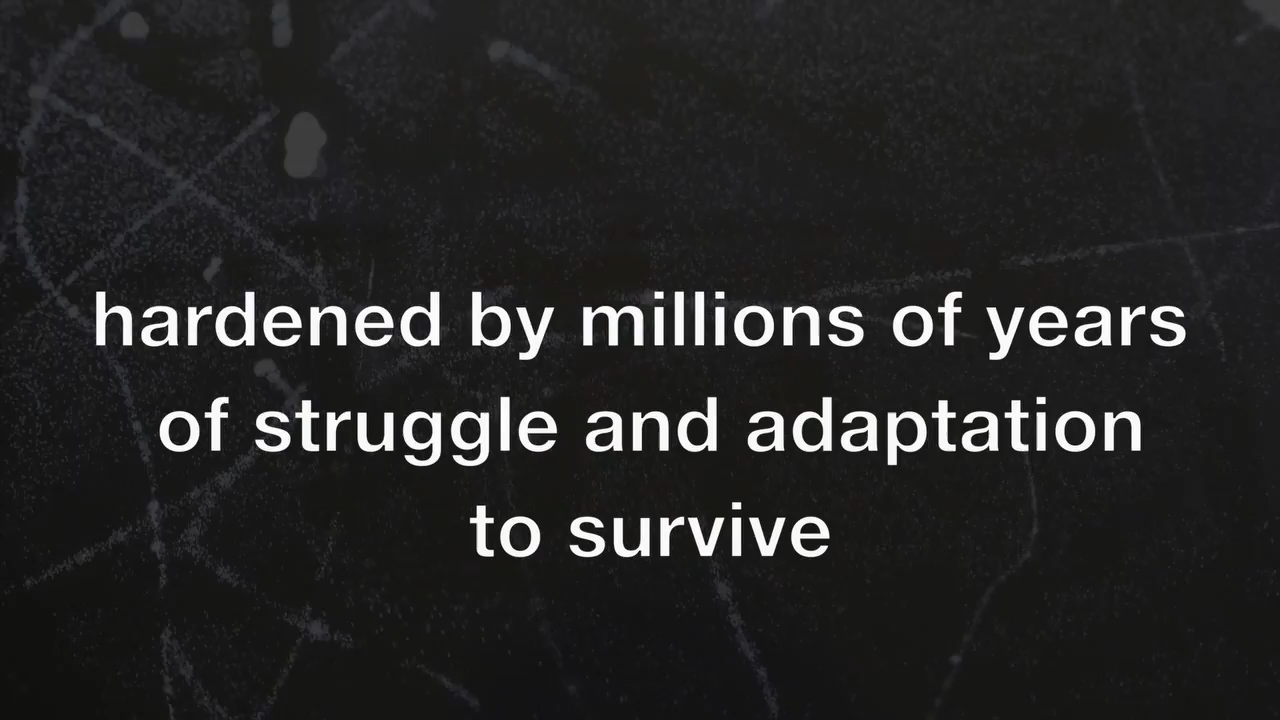 hardened by millions of years
of struggle and adaptation
to survive